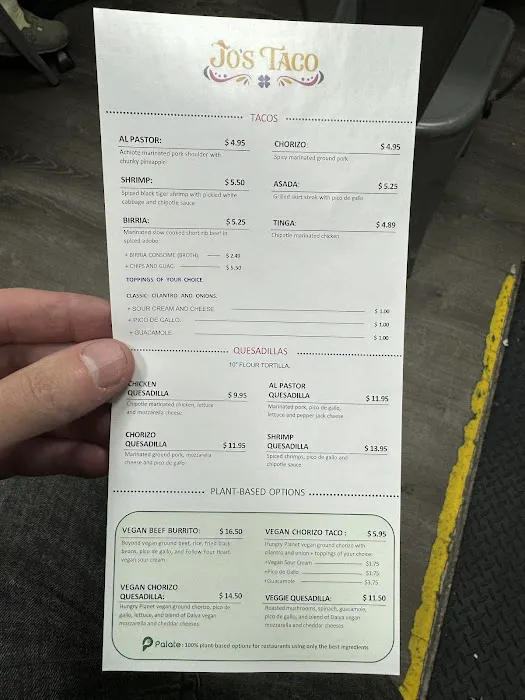 JO'S TACO
TACOS
AL PASTOR: $4.95
Achiote marinated pork shoulder with
chunky pineapple
CHORIZO: $4.95
Spicy marinated ground pork
SHRIMP: $5.50
Spiced black tiger shrimp with pickled white
cabbage and chipotle sauce
ASADA: $5.25
Grilled skirt steak with pico de gallo
BIRRIA: $5.25
Marinated slow cooked short rib beef in
spiced adobo
TINGA: $4.89
Chipotle marinated chicken
+ BIRRIA CONSOME (BROTH) $2.49
+ CHIPS AND GUAC $5.50
TOPPINGS OF YOUR CHOICE
CLASSIC: CILANTRO AND ONIONS.
+ SOUR CREAM AND CHEESE $1.00
+ PICO DE GALLO $1.00
+ GUACAMOLE $1.00
QUESADILLAS
10" FLOUR TORTILLA.
CHICKEN
QUESADILLA $9.95
Chipotle marinated chicken, lettuce
and mozzarella cheese
AL PASTOR
QUESADILLA $11.95
Marinated pork, pico de gallo,
lettuce and pepper jack cheese
CHORIZO
QUESADILLA $11.95
Marinated ground pork, mozzarella
cheese and pico de gallo
SHRIMP
QUESADILLA $13.95
Spiced shrimps, pico de gallo and
chipotle sauce
PLANT-BASED OPTIONS
VEGAN BEEF BURRITO: $16.50
Beyond vegan ground beef, rice, fried black
beans, pico de gallo, and Follow Your Heart
vegan sour cream
VEGAN CHORIZO TACO: $5.95
Hungry Planet vegan ground chorizo with
cilantro and onion + toppings of your choice
+Vegan Sour Cream $1.75
+Pico de Gallo $1.75
+Guacamole $1.75
VEGAN CHORIZO
QUESADILLA: $14.50
Hungry Planet vegan ground chorizo, pico de
gallo, lettuce, and blend of Daiya vegan
mozzarella and cheddar cheeses
VEGGIE QUESADILLA: $11.50
Roasted mushrooms, spinach, guacamole,
pico de gallo, and blend of Daiya vegan
mozzarella and cheddar cheeses
Palate: 100% plant-based options for restaurants using only the best ingredients